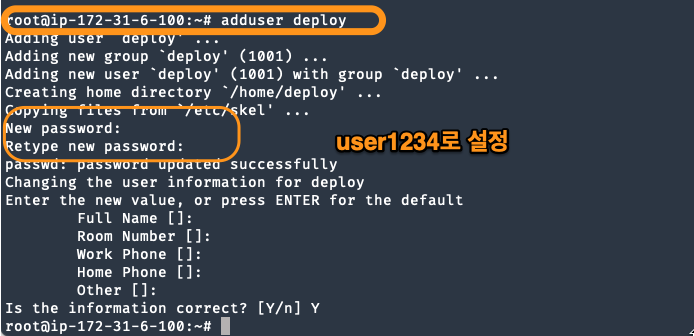 root@ip-172-31-6-100:~# adduser deploy
Adding user `deploy' ...
Adding new group `deploy' (1001) ...
Adding new user `deploy' (1001) with group `deploy' ...
Creating home directory `/home/deploy' ...
Copying files from `/etc/skel' ...
New password:
Retype new password:
user1234로 설정
passwd: password updated successfully
Changing the user information for deploy
Enter the new value, or press ENTER for the default
Full Name []:
Room Number []:
Work Phone []:
Home Phone []:
Other []:
Is the information correct? [Y/n] Y
root@ip-172-31-6-100:~#